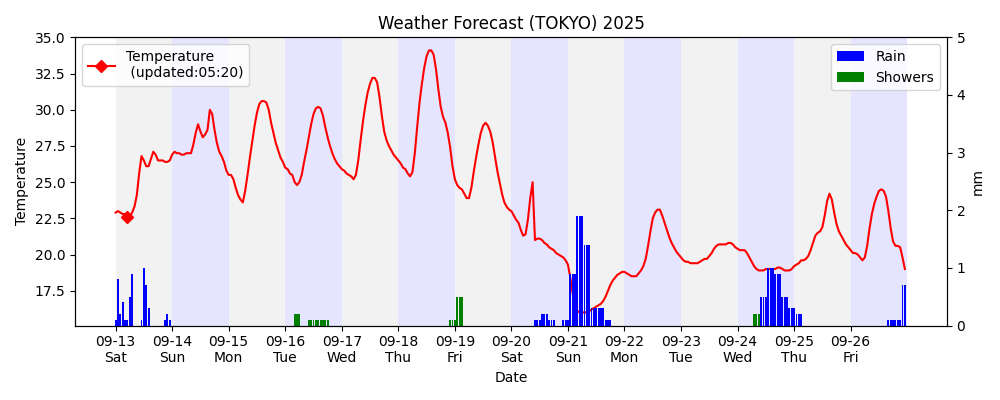 Weather Forecast (TOKYO) 2025
35.0
32.5
30.0
27.5
25.0
22.5
20.0
17.5
Temperature
Temperature
(updated:05:20)
Rain
Showers
5
4
3
2
1
0
mm
09-13 09-14 09-15 09-16 09-17 09-18 09-19 09-20 09-21 09-22 09-23 09-24 09-25 09-26
Sat Sun Mon Tue Wed Thu Fri Sat Sun Mon Tue Wed Thu Fri
Date